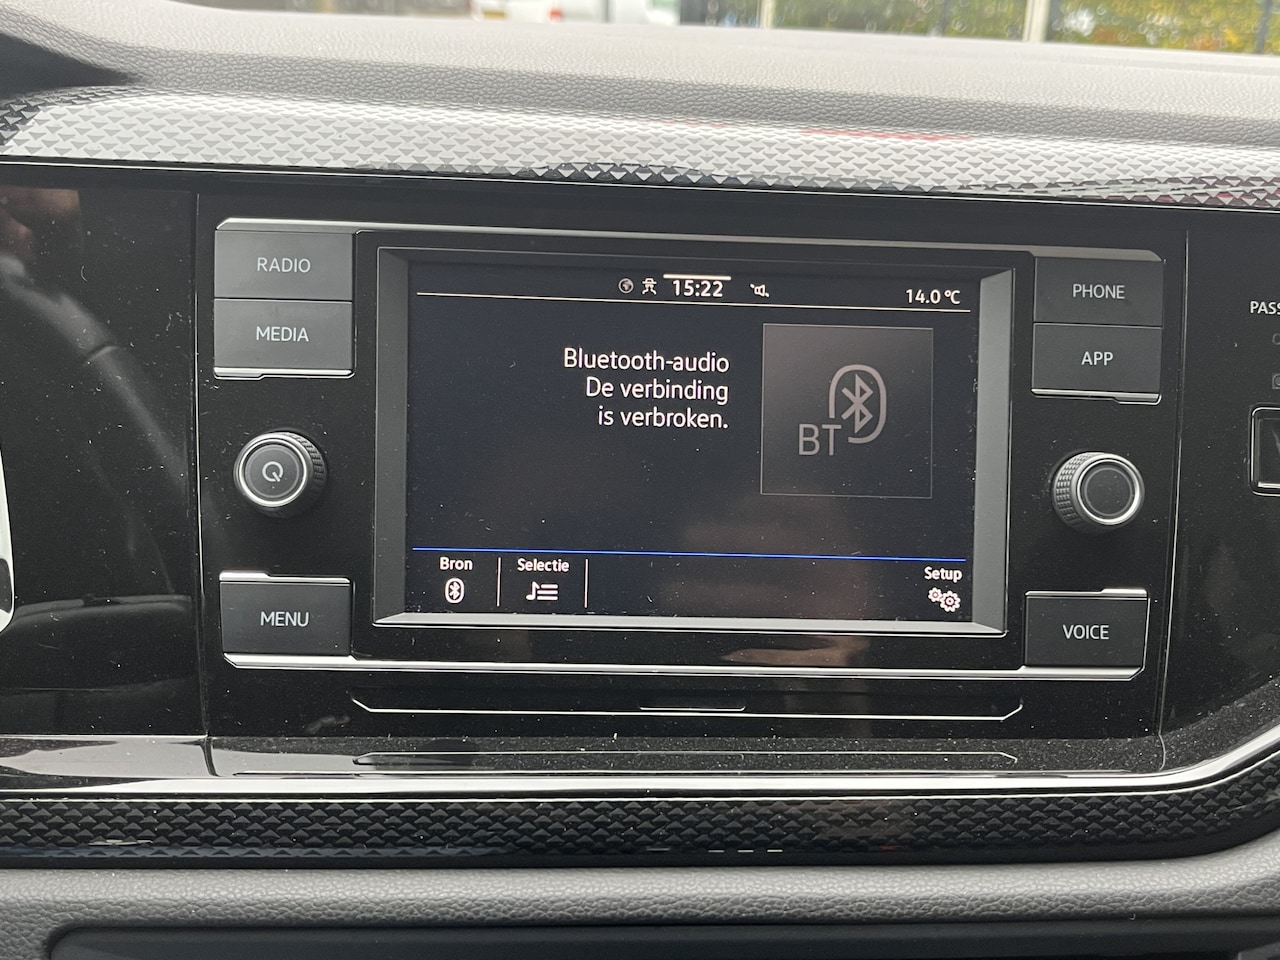 RADIO
MEDIA
MENU
15:22
14.0 °C
Bluetooth-audio
De verbinding
is verbroken.
BT
Bron
Selectie
Setup
PHONE
APP
VOICE
PASS